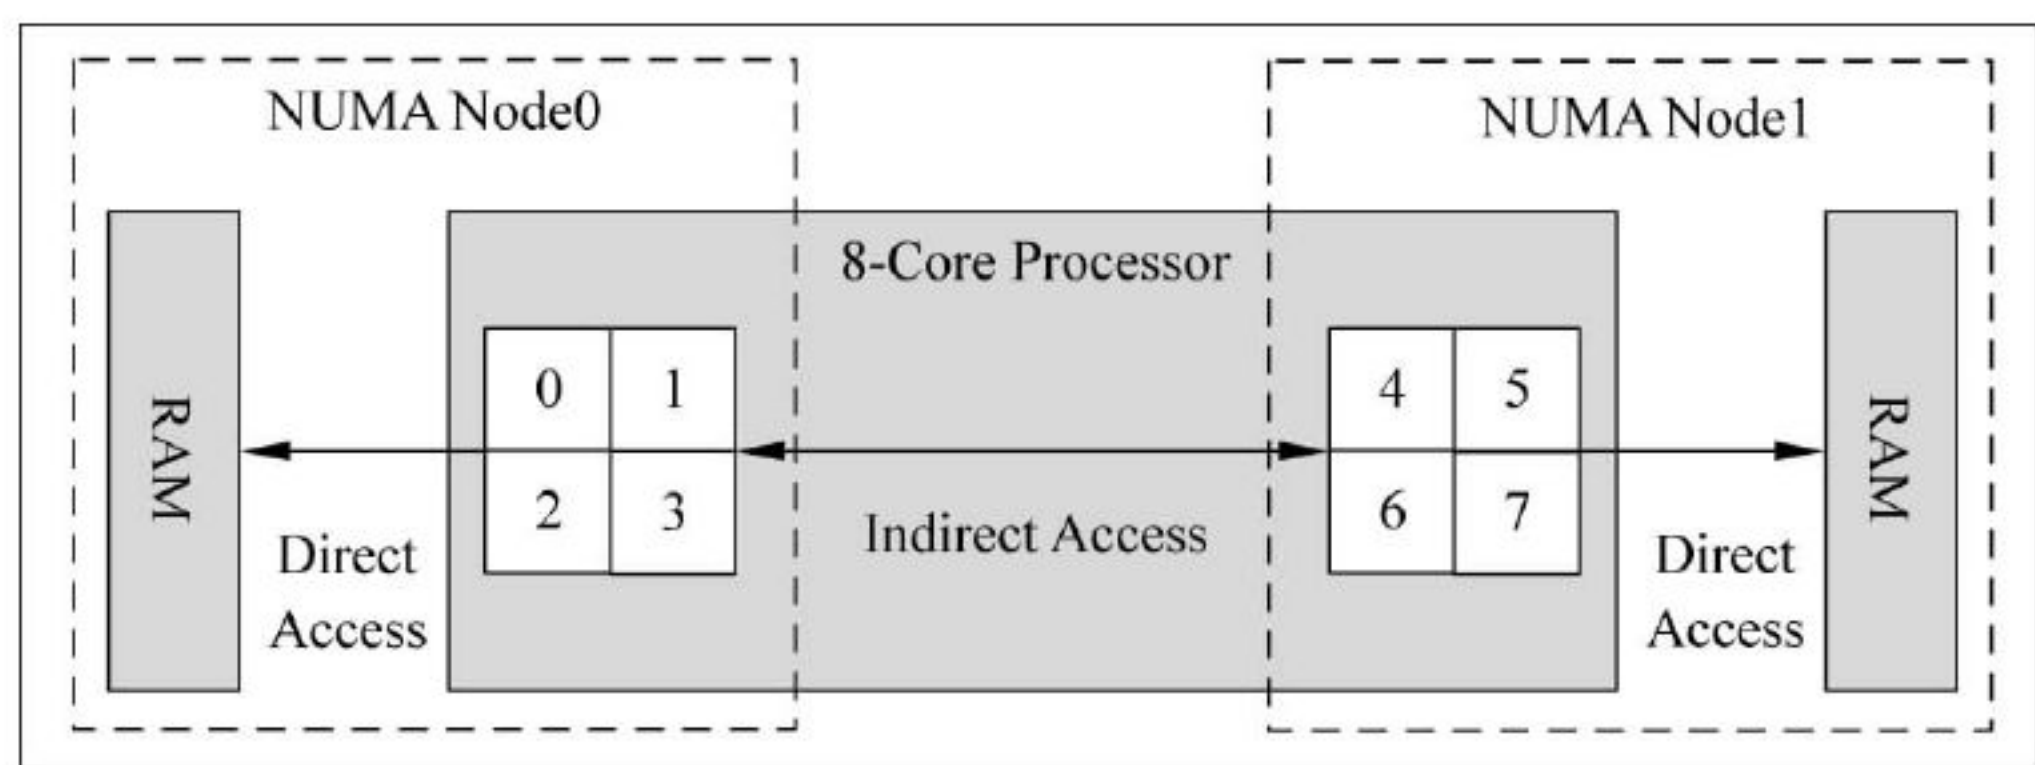 NUMA Node0
NUMA Node1
8-Core Processor
0 1
4 5
RAM
RAM
2 3
6 7
Indirect Access
Direct
Access
Direct
Access